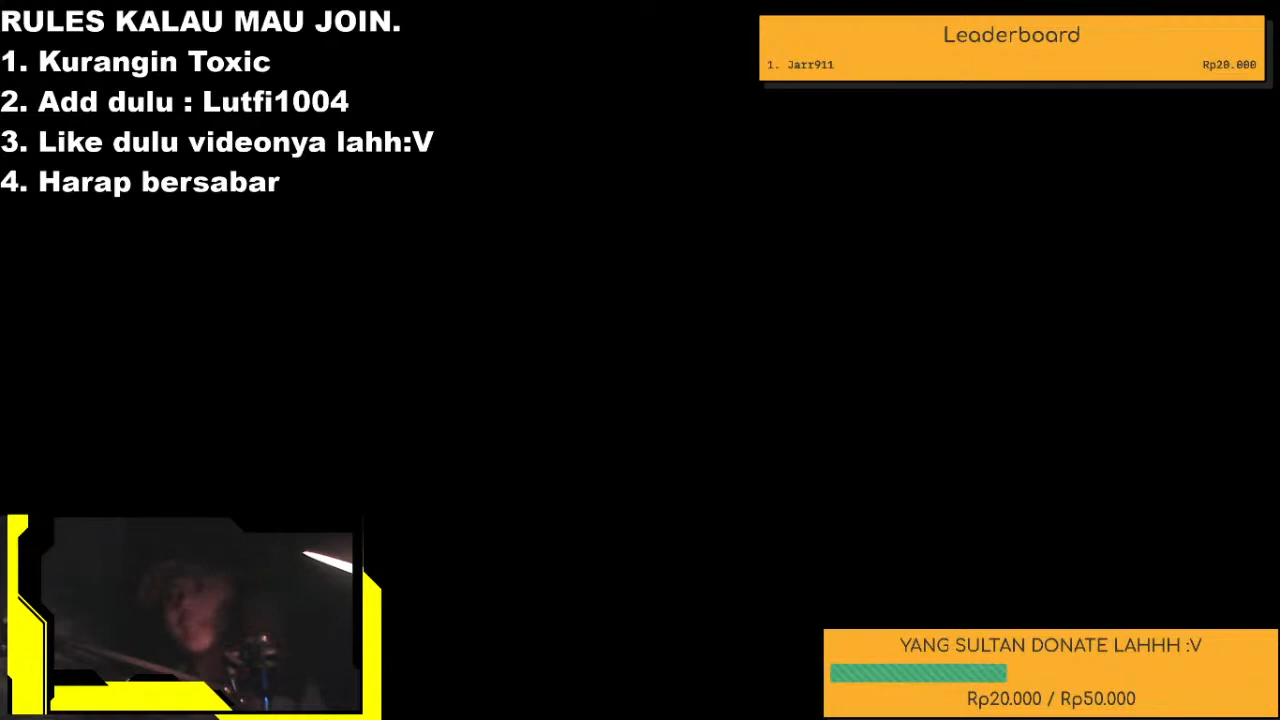 RULES KALAU MAU JOIN.
1. Kurangin Toxic
2. Add dulu : Lutfi1004
3. Like dulu videonya lahh:V
4. Harap bersabar
Leaderboard
1. Jarr911 Rp20.000
YANG SULTAN DONATE LAHHH :V
Rp20.000 / Rp50.000